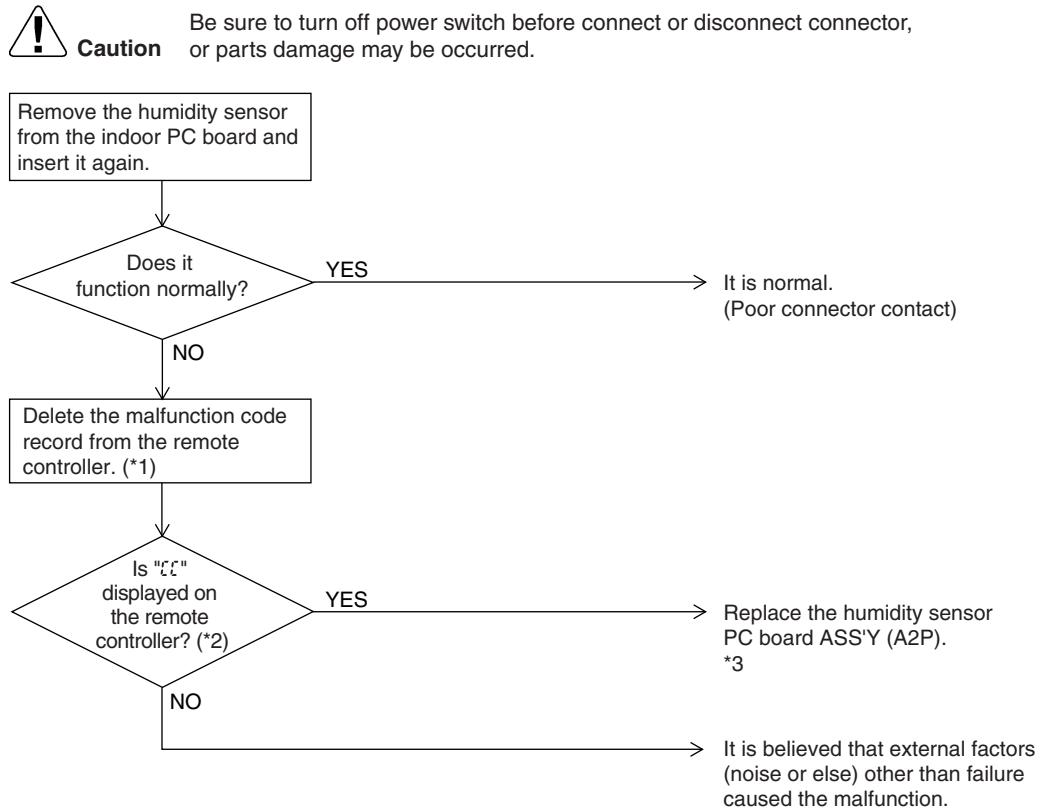 Caution
Be sure to turn off power switch before connect or disconnect connector,
or parts damage may be occurred.
Remove the humidity sensor
from the indoor PC board and
insert it again.
Does it
function normally?
YES
It is normal.
(Poor connector contact)
NO
Delete the malfunction code
record from the remote
controller. (*1)
Is "CC"
displayed on
the remote
controller? (*2)
YES
Replace the humidity sensor
PC board ASS'Y (A2P).
*3
NO
It is believed that external factors
(noise or else) other than failure
caused the malfunction.